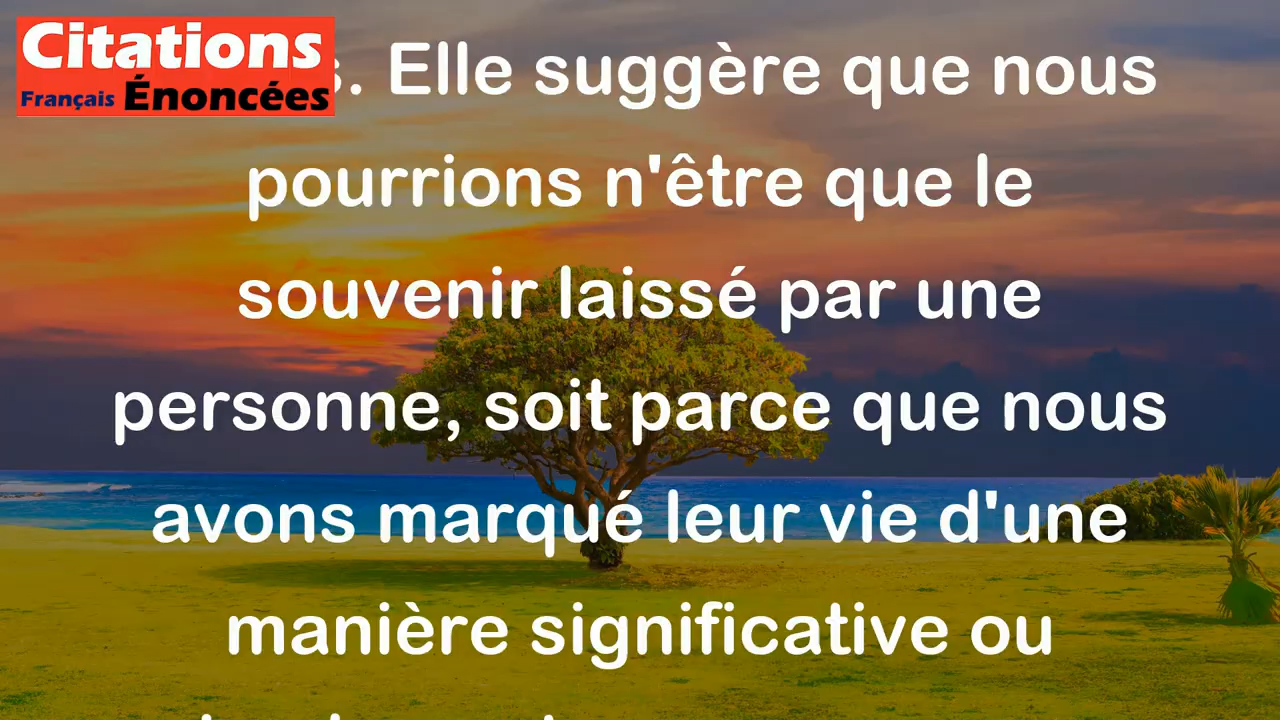 Citations
Français Énoncées
. Elle suggère que nous
pourrions n'être que le
souvenir laissé par une
personne, soit parce que nous
avons marqué leur vie d'une
manière significative ou